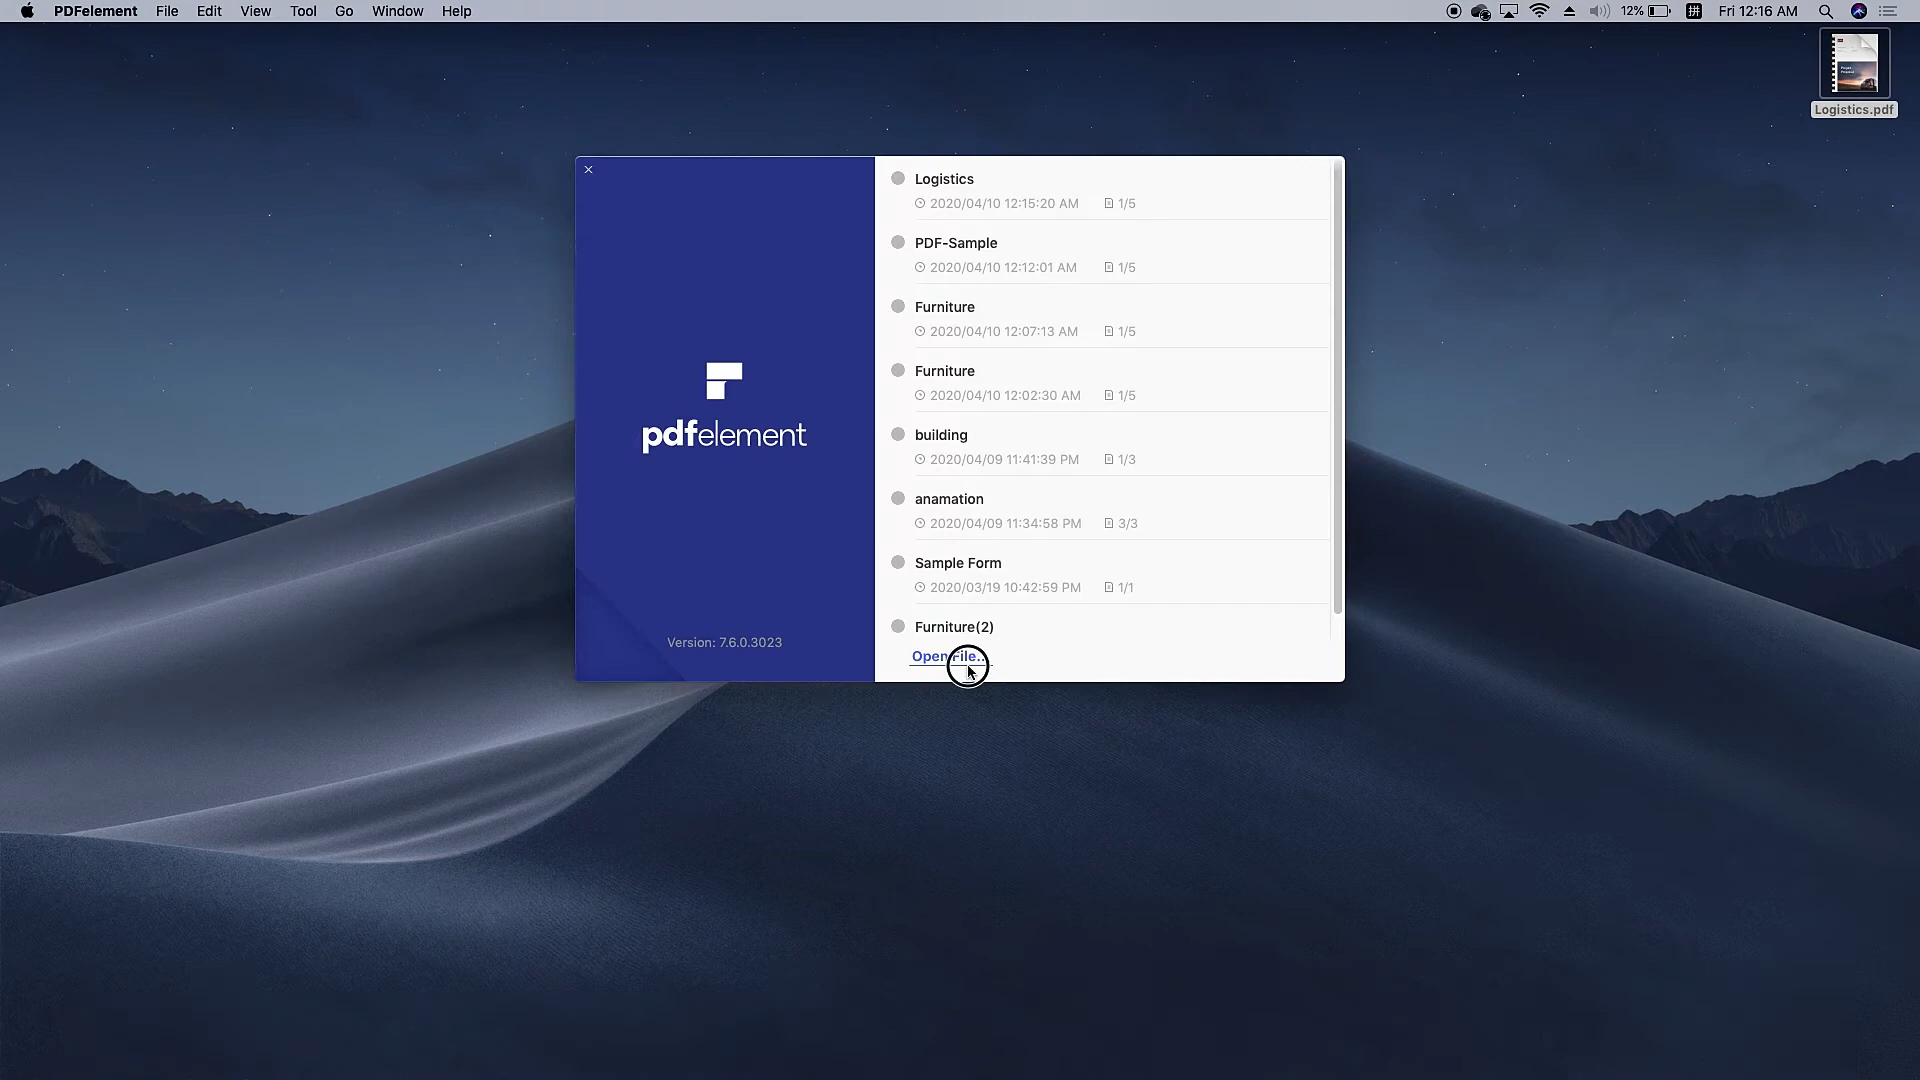 PDFelement File Edit View Tool Go Window Help 12% 拼 Fri 12:16 AM
Logistics.pdf
×
pdfelement
Version: 7.6.0.3023
Logistics
2020/04/10 12:15:20 AM 1/5
PDF-Sample
2020/04/10 12:12:01 AM 1/5
Furniture
2020/04/10 12:07:13 AM 1/5
Furniture
2020/04/10 12:02:30 AM 1/5
building
2020/04/09 11:41:39 PM 1/3
anamation
2020/04/09 11:34:58 PM 3/3
Sample Form
2020/03/19 10:42:59 PM 1/1
Furniture(2)
Open File...